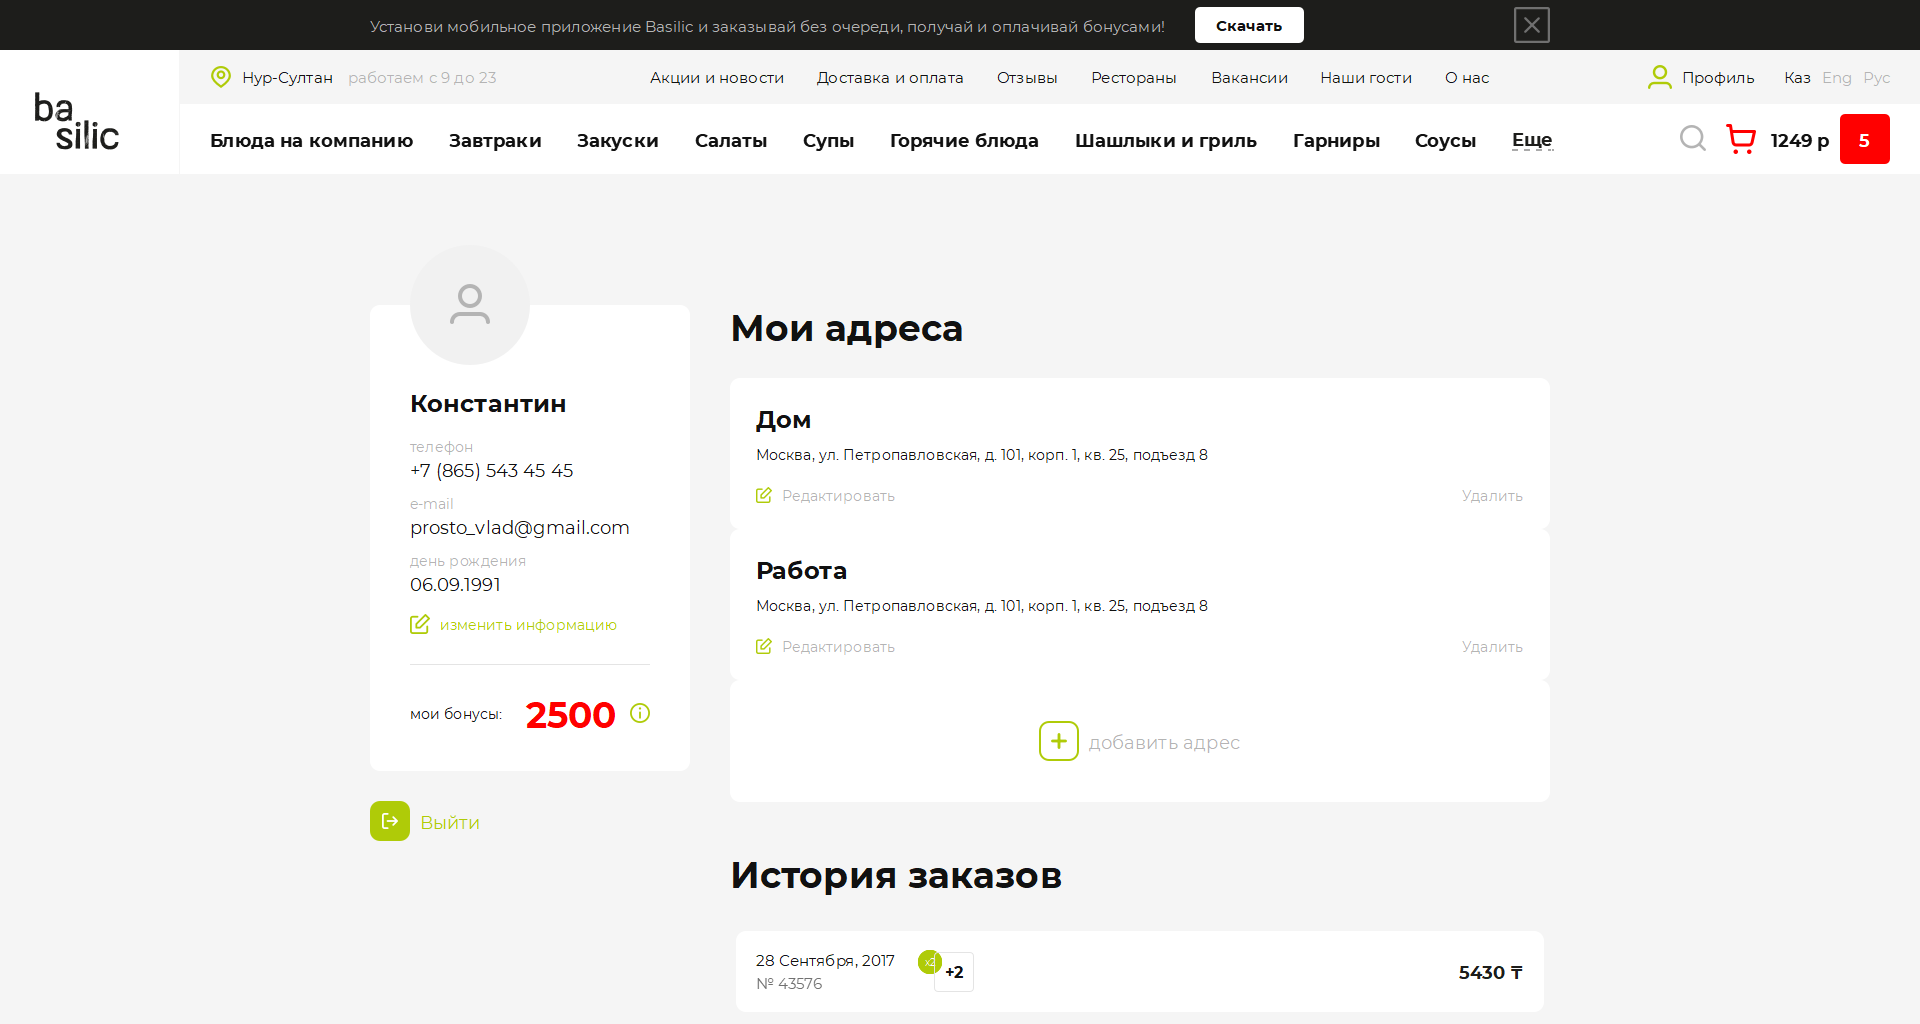 Установи мобильное приложение Basilic и заказывай без очереди, получай и оплачивай бонусами!
Скачать
ba
silic
Нур-Султан
работаем с 9 до 23
Акции и новости
Доставка и оплата
Отзывы
Рестораны
Вакансии
Наши гости
О нас
Профиль
Каз Eng Рус
Блюда на компанию
Завтраки
Закуски
Салаты
Супы
Горячие блюда
Шашлыки и гриль
Гарниры
Соусы
Еще
1249 р
5
Константин
телефон
+7 (865) 543 45 45
e-mail
prosto_vlad@gmail.com
день рождения
06.09.1991
изменить информацию
мои бонусы: 2500
Выйти
Мои адреса
Дом
Москва, ул. Петропавловская, д. 101, корп. 1, кв. 25, подъезд 8
Редактировать
Удалить
Работа
Москва, ул. Петропавловская, д. 101, корп. 1, кв. 25, подъезд 8
Редактировать
Удалить
добавить адрес
История заказов
28 Сентября, 2017
№ 43576
x2
+2
5430 ₸